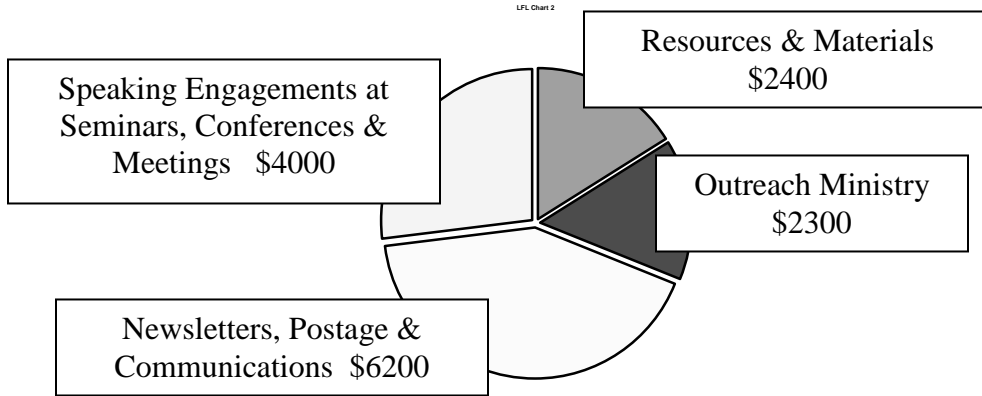 LFL Chart 2
Resources & Materials
$2400
Speaking Engagements at
Seminars, Conferences &
Meetings $4000
Outreach Ministry
$2300
Newsletters, Postage &
Communications $6200